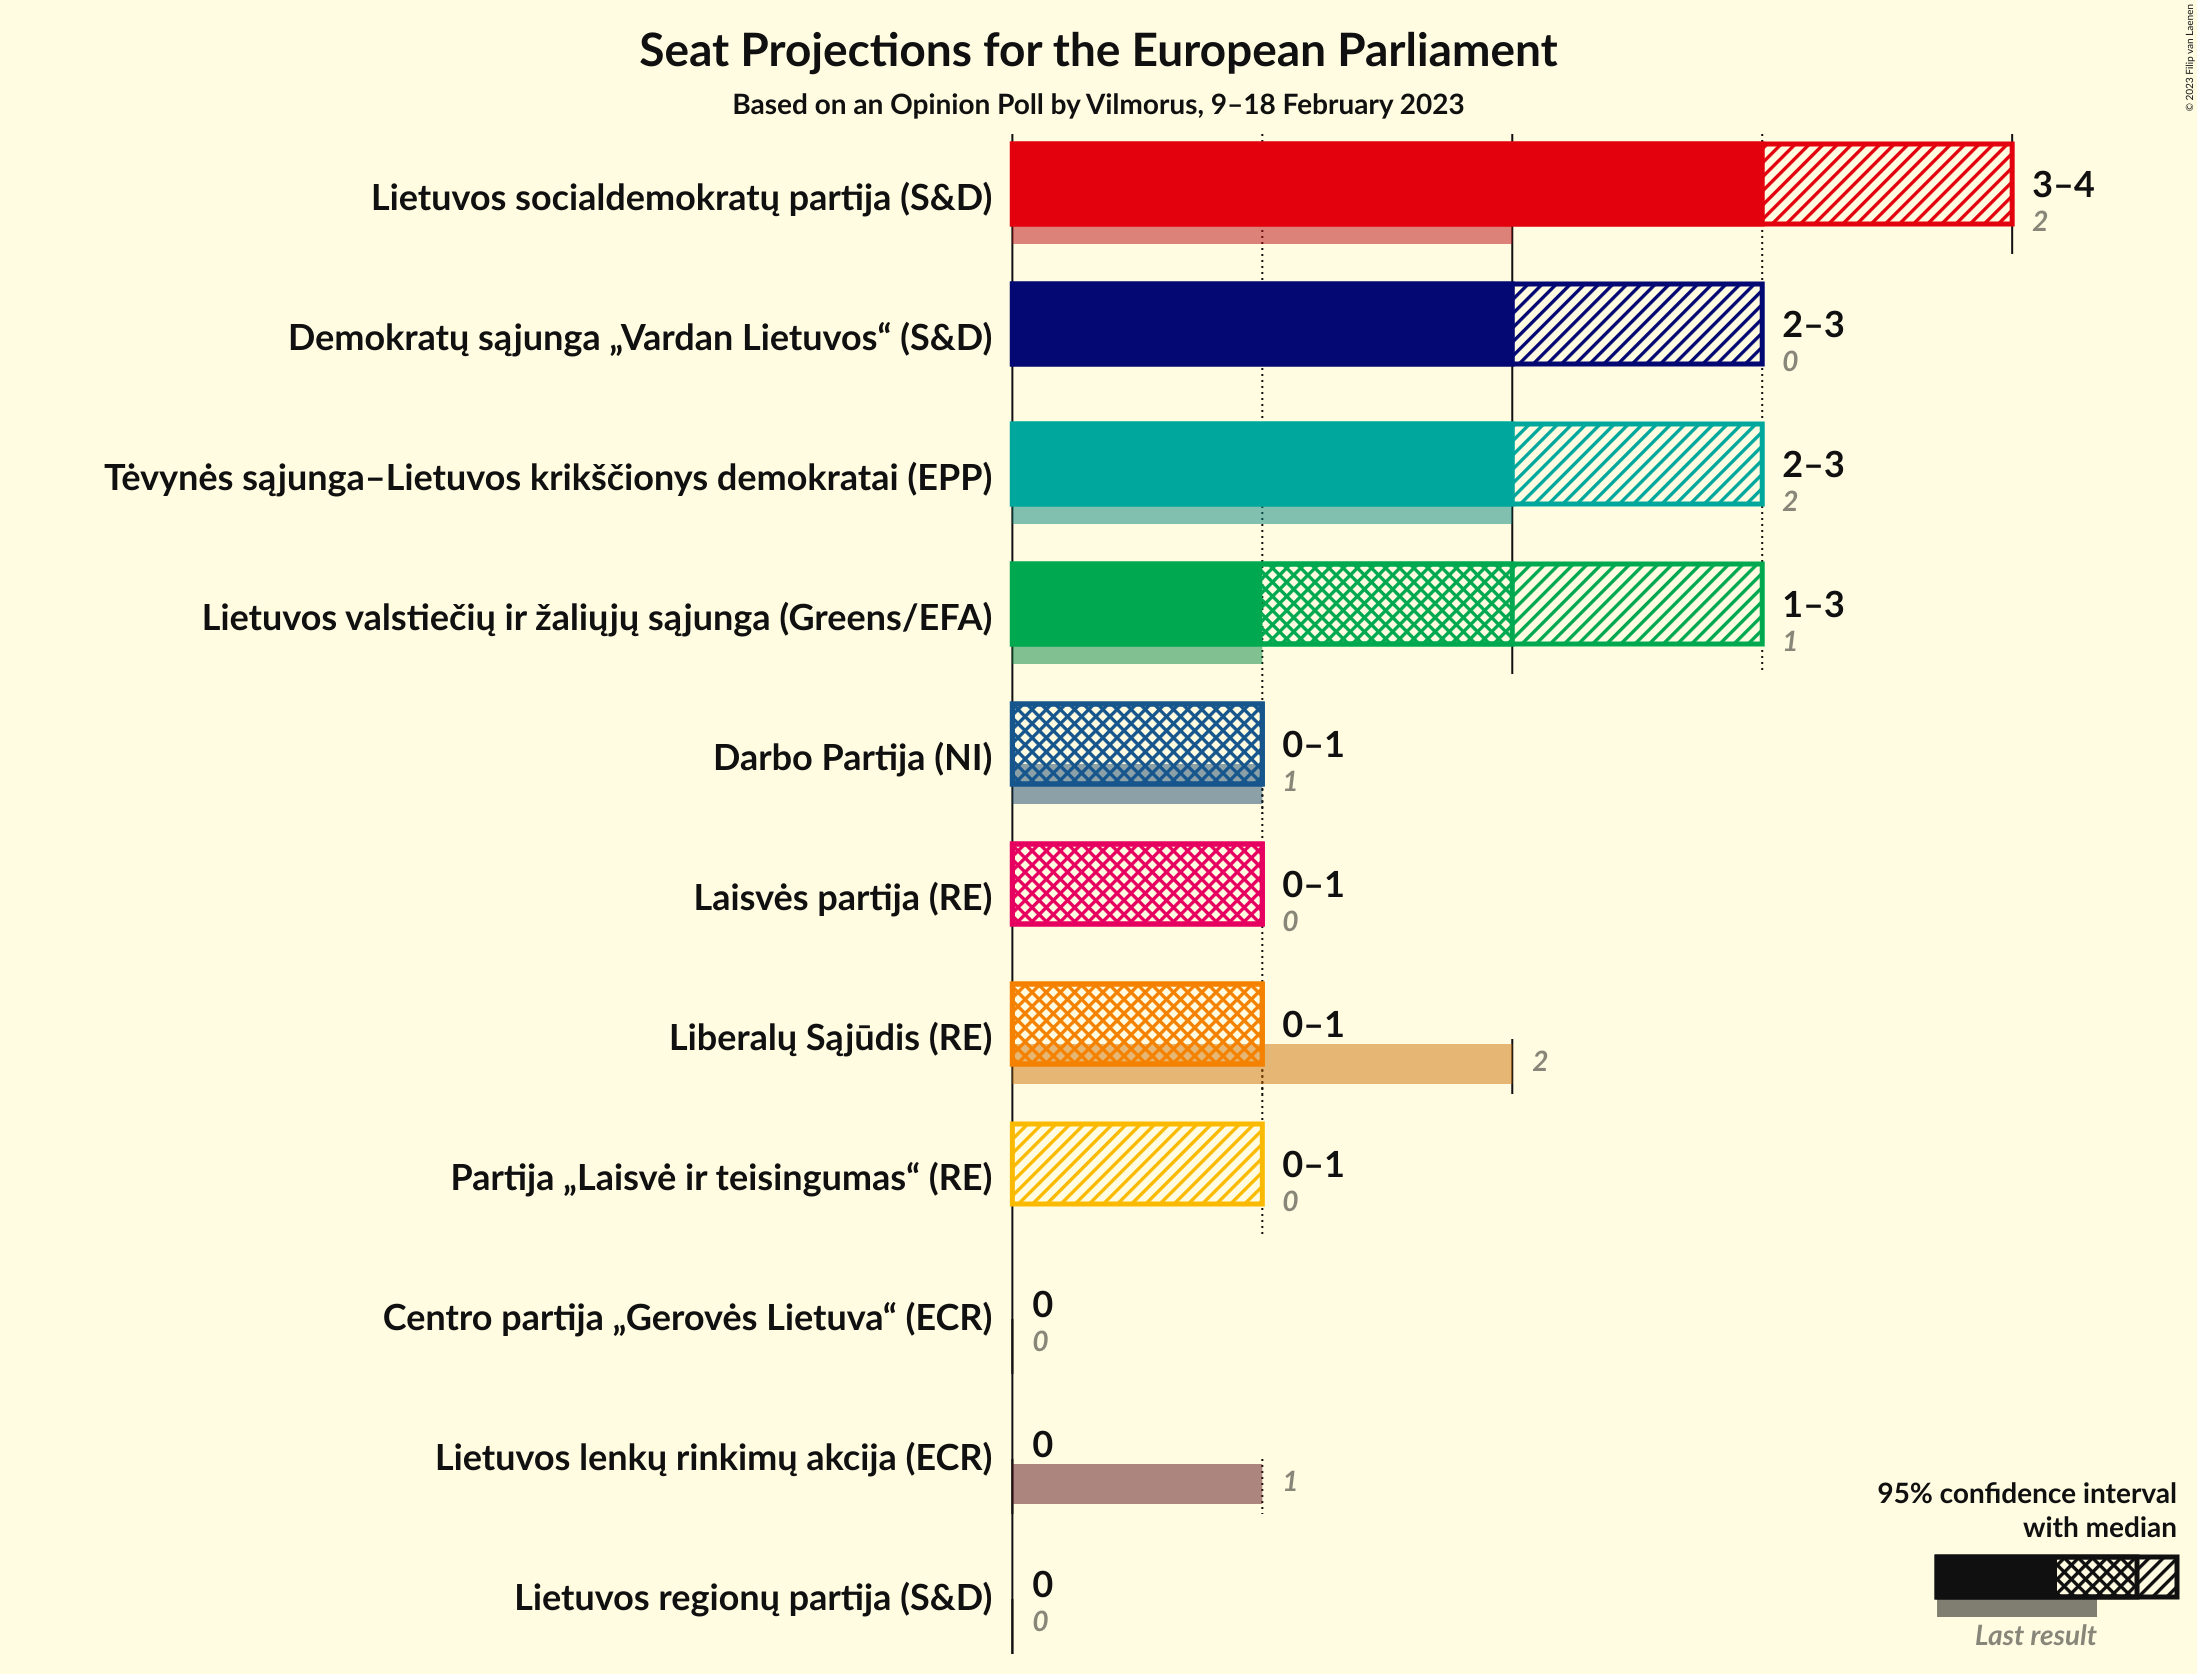 Seat Projections for the European Parliament
Based on an Opinion Poll by Vilmorus, 9–18 February 2023
© 2023 Filip van Laenen
Lietuvos socialdemokratų partija (S&D)
3–4
2
Demokratų sąjunga „Vardan Lietuvos“ (S&D)
2–3
0
Tėvynės sąjunga–Lietuvos krikščionys demokratai (EPP)
2–3
2
Lietuvos valstiečių ir žaliųjų sąjunga (Greens/EFA)
1–3
1
Darbo Partija (NI)
0–1
1
Laisvės partija (RE)
0–1
0
Liberalų Sąjūdis (RE)
0–1
2
Partija „Laisvė ir teisingumas“ (RE)
0–1
0
Centro partija „Gerovės Lietuva“ (ECR)
0
0
Lietuvos lenkų rinkimų akcija (ECR)
0
1
Lietuvos regionų partija (S&D)
0
0
95% confidence interval
with median
Last result